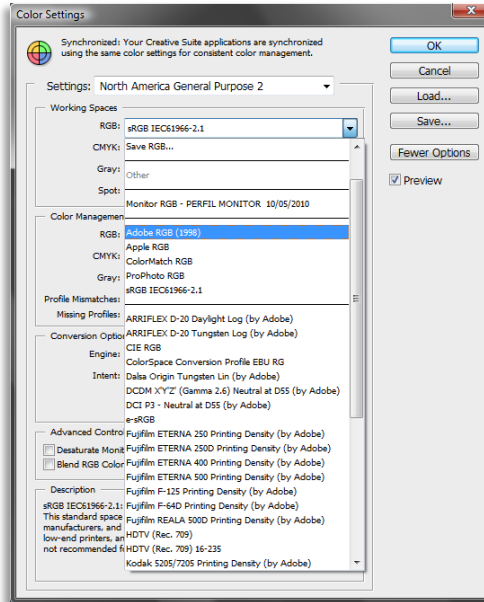 Color Settings
Synchronized: Your Creative Suite applications are synchronized
using the same color settings for consistent color management.
OK
Cancel
Load...
Save...
Fewer Options
Preview
Settings: North America General Purpose 2
Working Spaces
RGB: sRGB IEC61966-2.1
CMYK:
Gray:
Spot:
Save RGB...
Other
Monitor RGB - PERFIL MONITOR 10/05/2010
Adobe RGB (1998)
Apple RGB
ColorMatch RGB
ProPhoto RGB
sRGB IEC61966-2.1
ARRIFLEX D-20 Daylight Log (by Adobe)
ARRIFLEX D-20 Tungsten Log (by Adobe)
CIE RGB
ColorSpace Conversion Profile EBU RG
Dalsa Origin Tungsten Lin (by Adobe)
DCDM X'Y'Z' (Gamma 2.6) Neutral at D55 (by Adobe)
DCI P3 - Neutral at D55 (by Adobe)
e-sRGB
Fujifilm ETERNA 250 Printing Density (by Adobe)
Fujifilm ETERNA 250D Printing Density (by Adobe)
Fujifilm ETERNA 400 Printing Density (by Adobe)
Fujifilm ETERNA 500 Printing Density (by Adobe)
Fujifilm F-125 Printing Density (by Adobe)
Fujifilm F-64D Printing Density (by Adobe)
Fujifilm REALA 500D Printing Density (by Adobe)
HDTV (Rec. 709)
HDTV (Rec. 709) 16-235
Kodak 5205/7205 Printing Density (by Adobe)
Color Managemen
RGB:
CMYK:
Gray:
Profile Mismatches:
Missing Profiles:
Conversion Optio
Engine:
Intent:
Advanced Control
Desaturate Monit
Blend RGB Color
Description
sRGB IEC61966-2.1:
This standard space
manufacturers, and
low-end printers, an
not recommended f